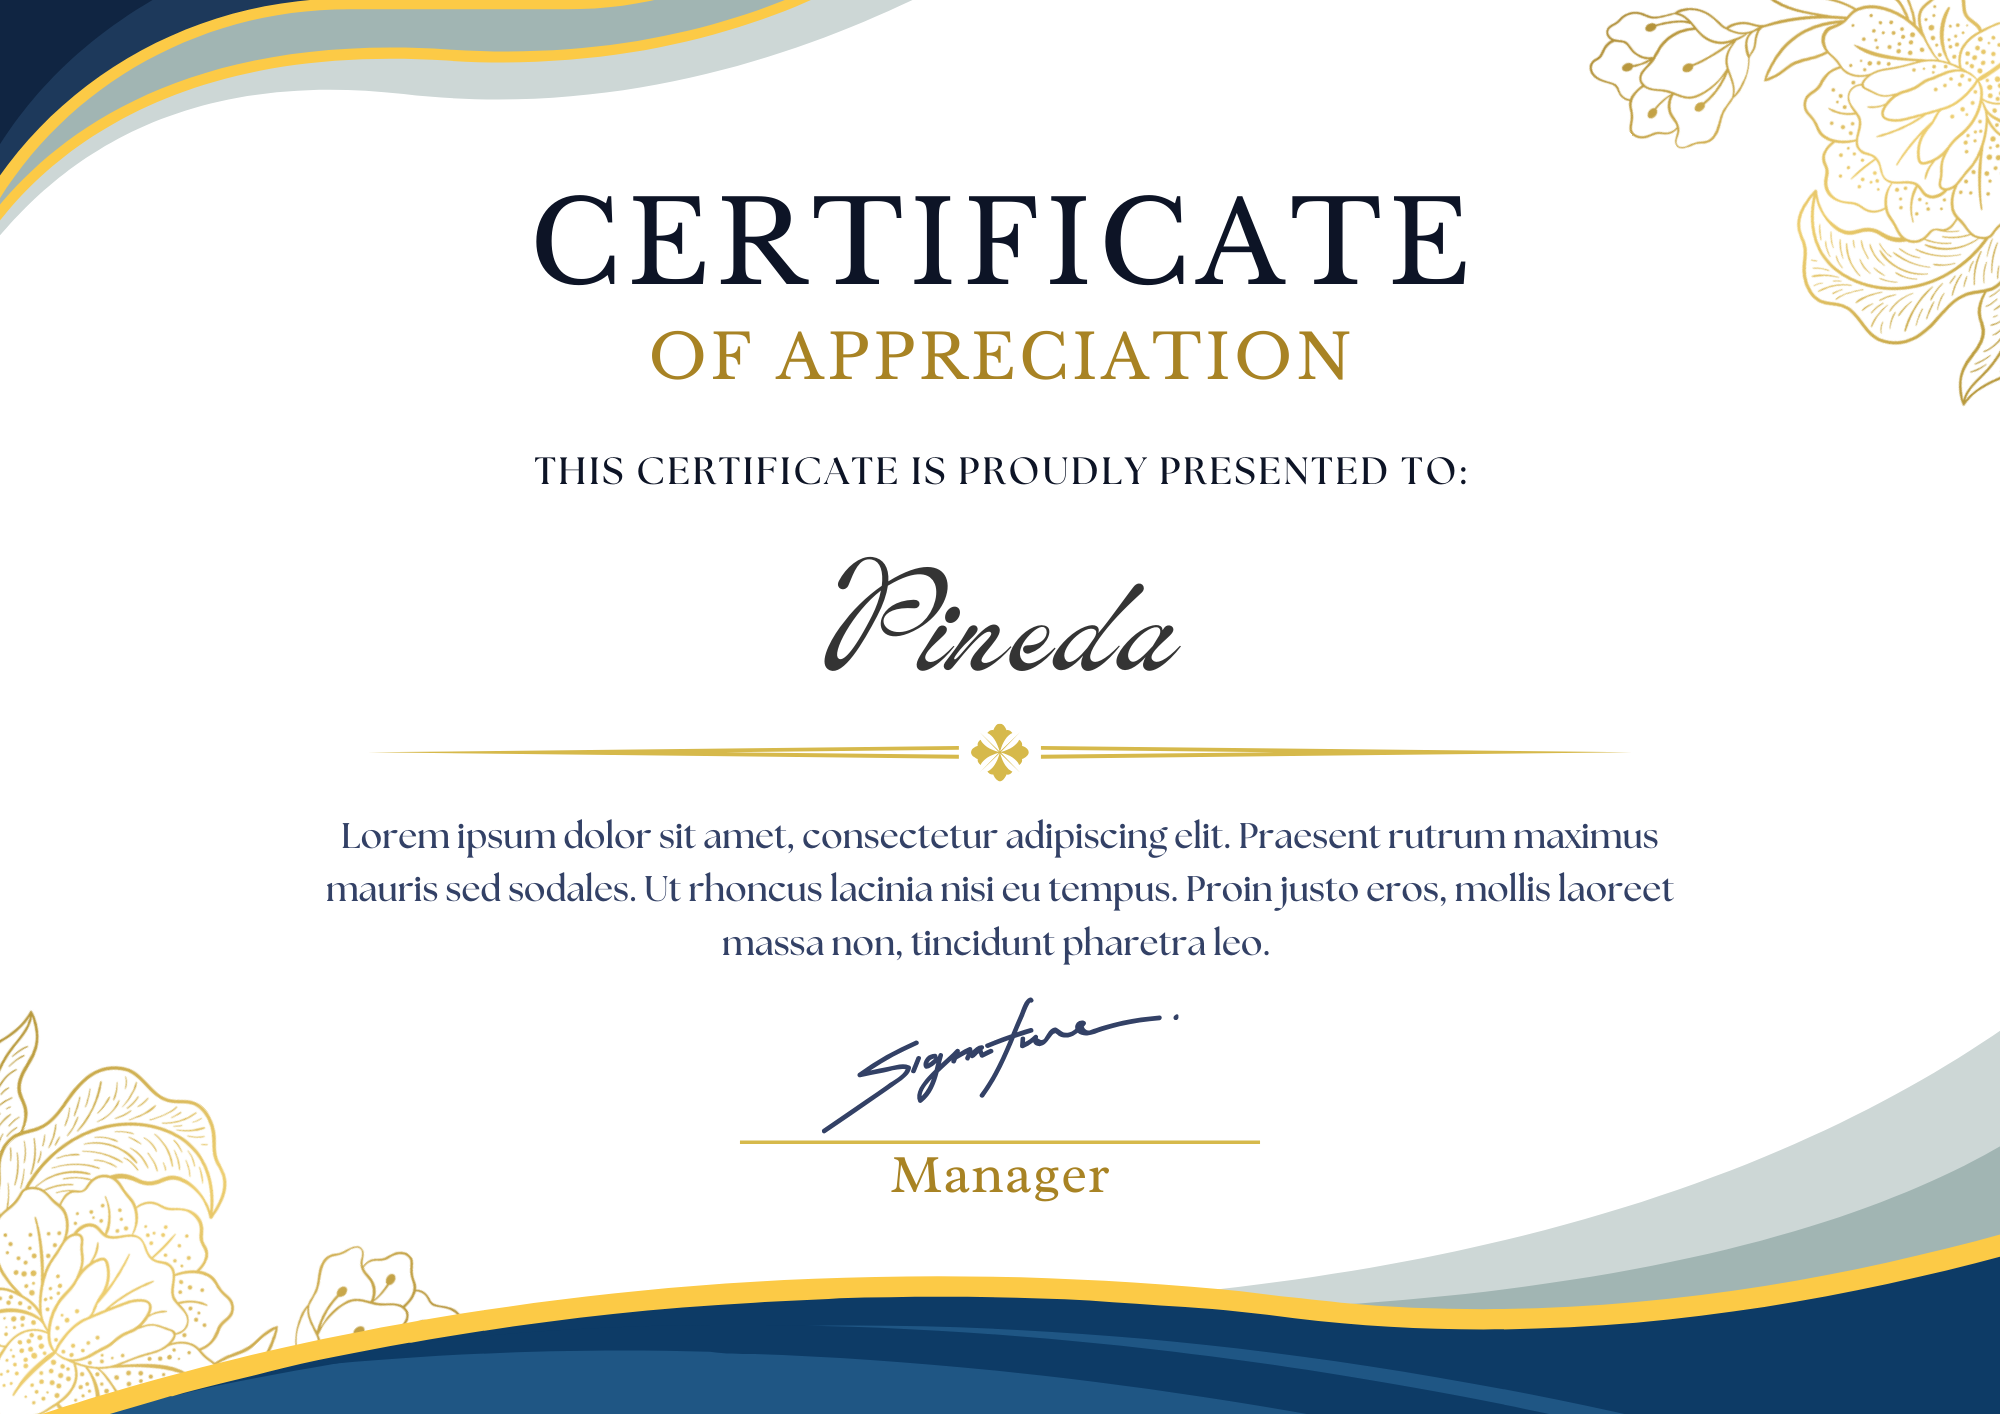 CERTIFICATE
OF APPRECIATION
THIS CERTIFICATE IS PROUDLY PRESENTED TO:
Pineda
Lorem ipsum dolor sit amet, consectetur adipiscing elit. Praesent rutrum maximus
mauris sed sodales. Ut rhoncus lacinia nisi eu tempus. Proin justo eros, mollis laoreet
massa non, tincidunt pharetra leo.
Signature
Manager